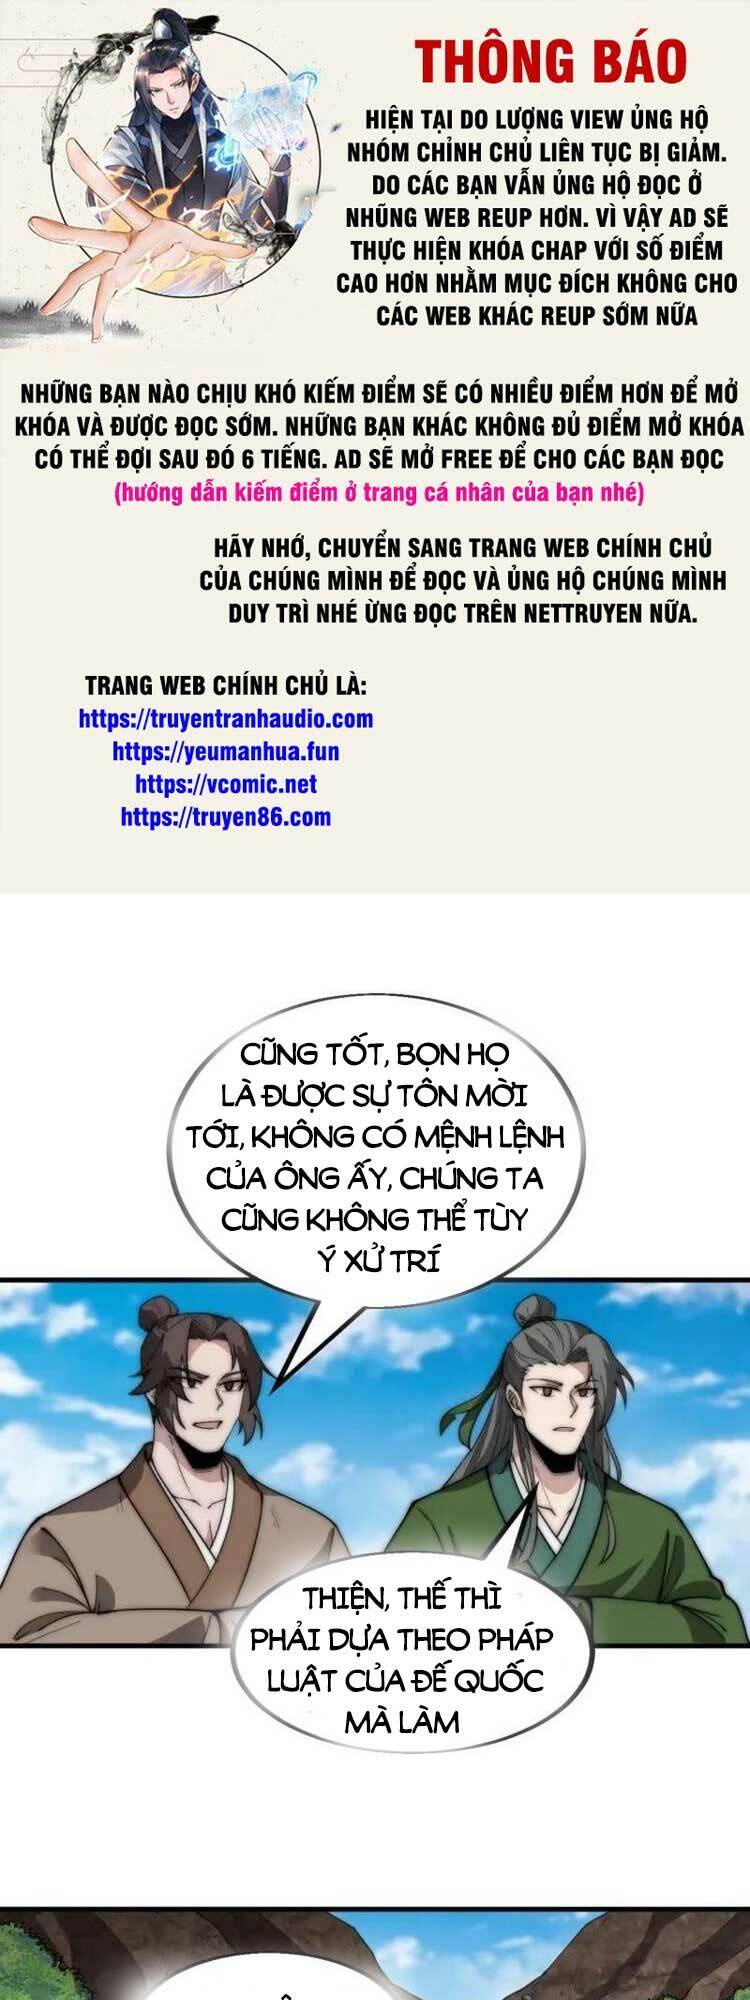 THÔNG BÁO
HIỆN TẠI DO LƯỢNG VIEW ỦNG HỘ
NHÓM CHỈNH CHỦ LIÊN TỤC BỊ GIẢM.
DO CÁC BẠN VẪN ỦNG HỘ ĐỌC Ở
NHŨNG WEB REUP HƠN. VÌ VẬY AD SẼ
THỰC HIỆN KHÓA CHAP VỚI SỐ ĐIỂM
CAO HƠN NHẰM MỤC ĐÍCH KHÔNG CHO
CÁC WEB KHÁC REUP SỚM NỮA
NHỮNG BẠN NÀO CHỊU KHÓ KIẾM ĐIỂM SẼ CÓ NHIỀU ĐIỂM HƠN ĐỂ MỞ
KHÓA VÀ ĐƯỢC ĐỌC SỚM. NHỮNG BẠN KHÁC KHÔNG ĐỦ ĐIỂM MỞ KHÓA
CÓ THỂ ĐỢI SAU ĐÓ 6 TIẾNG. AD SẼ MỞ FREE ĐỂ CHO CÁC BẠN ĐỌC
(hướng dẫn kiếm điểm ở trang cá nhân của bạn nhé)
HÃY NHỚ, CHUYỂN SANG TRANG WEB CHÍNH CHỦ
CỦA CHÚNG MÌNH ĐỂ ĐỌC VÀ ỦNG HỘ CHÚNG MÌNH
DUY TRÌ NHÉ ỪNG ĐỌC TRÊN NETTRUYEN NỮA.
TRANG WEB CHÍNH CHỦ LÀ:
https://truyentranhaudio.com
https://yeumanhua.fun
https://vcomic.net
https://truyen86.com
CŨNG TỐT, BỌN HỌ
LÀ ĐƯỢC SỰ TÔN MỜI
TỚI, KHÔNG CÓ MỆNH LỆNH
CỦA ÔNG ẤY, CHÚNG TA
CŨNG KHÔNG THỂ TÙY
Ý XỬ TRÍ
THIỆN, THẾ THÌ
PHẢI DỰA THEO PHÁP
LUẬT CỦA ĐẾ QUỐC
MÀ LÀM